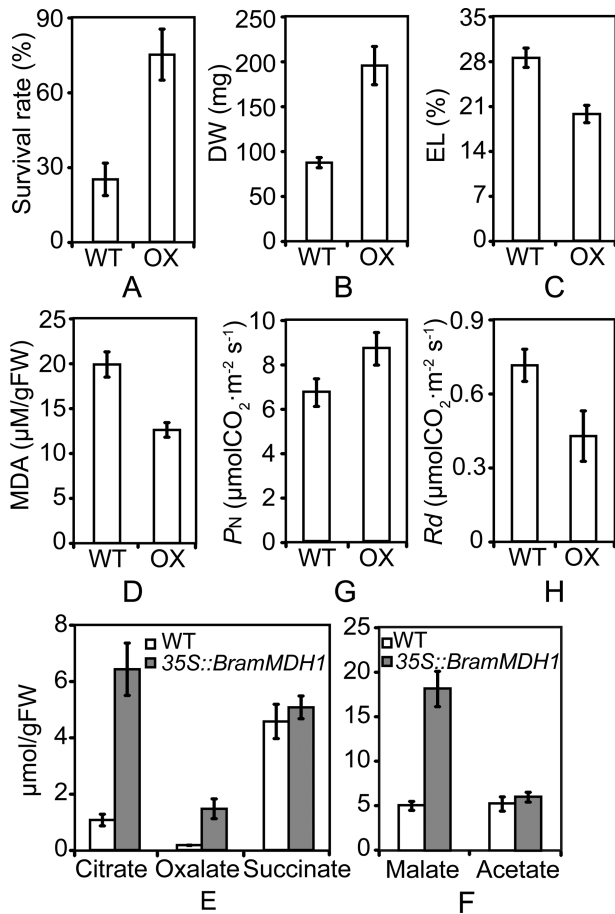 Survival rate (%)
90
60
30
0
WT OX
A
DW (mg)
250
200
150
100
50
0
WT OX
B
EL (%)
35
28
21
14
7
0
WT OX
C
MDA (μM/gFW)
25
20
15
10
5
0
WT OX
D
PN (μmolCO2·m-2 s-1)
10
8
6
4
2
0
WT OX
G
Rd (μmolCO2·m-2 s-1)
0.9
0.6
0.3
0
WT OX
H
μmol/gFW
8
6
4
2
0
WT
35S::BramMDH1
Citrate Oxalate Succinate
E
25
20
15
10
5
0
WT
35S::BramMDH1
Malate Acetate
F